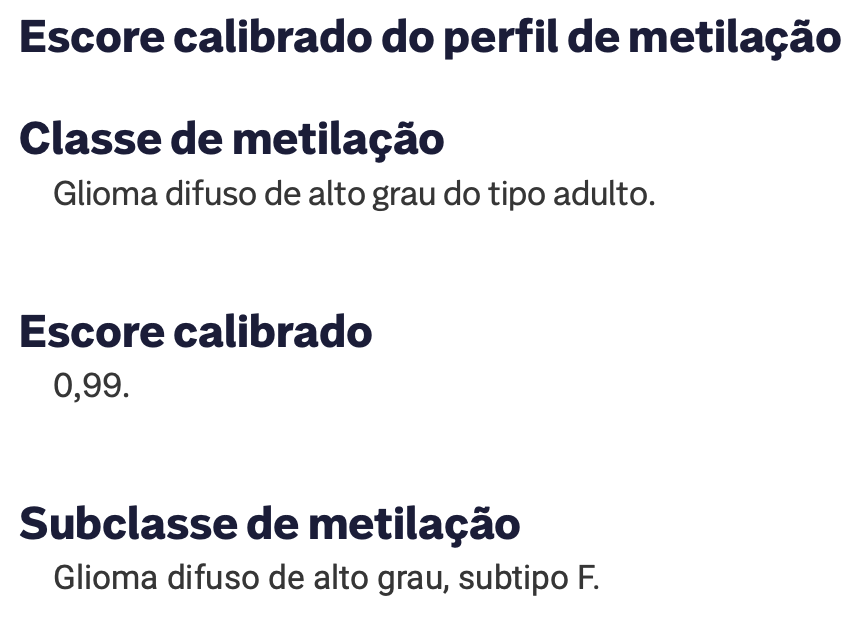 Escore calibrado do perfil de metilação
Classe de metilação
Glioma difuso de alto grau do tipo adulto.
Escore calibrado
0,99.
Subclasse de metilação
Glioma difuso de alto grau, subtipo F.